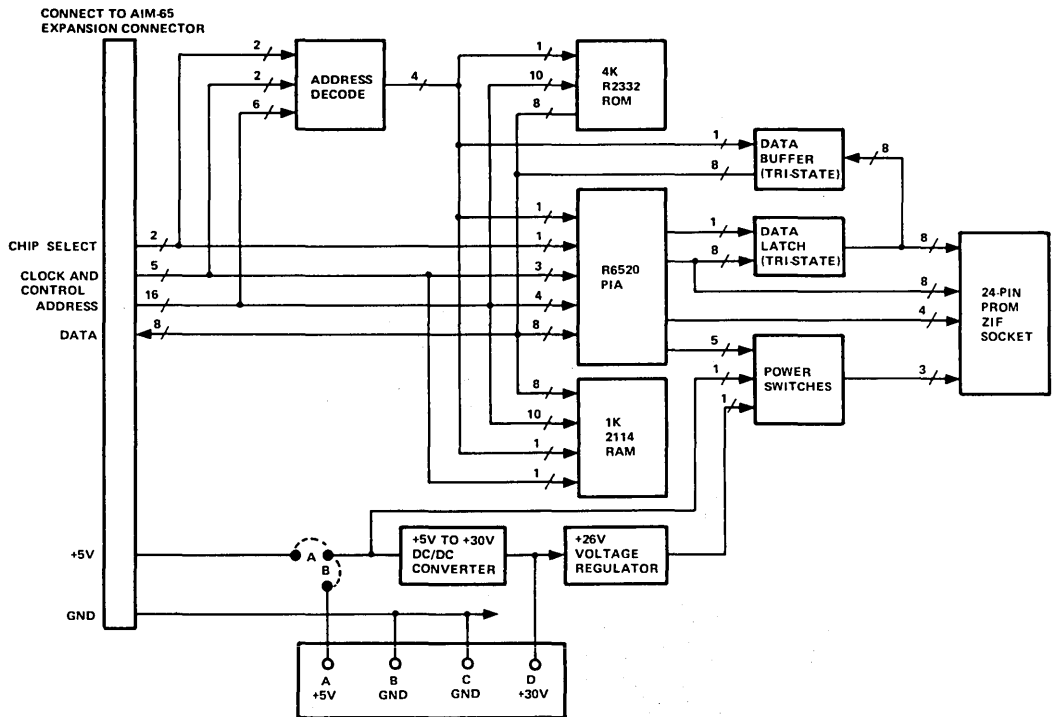 CONNECT TO AIM-65
EXPANSION CONNECTOR
2
2
6
ADDRESS
DECODE
4
1
10
8
4K
R2332
ROM
1
8
DATA
BUFFER
(TRI-STATE)
8
CHIP SELECT
2
CLOCK AND
CONTROL
5
ADDRESS
16
DATA
8
1
1
3
4
8
R6520
PIA
1
8
DATA
LATCH
(TRI-STATE)
8
8
4
24-PIN
PROM
ZIF
SOCKET
5
1
1
POWER
SWITCHES
3
8
10
1
1
1K
2114
RAM
+5V
A
B
+5V TO +30V
DC/DC
CONVERTER
+26V
VOLTAGE
REGULATOR
GND
A
+5V
B
GND
C
GND
D
+30V